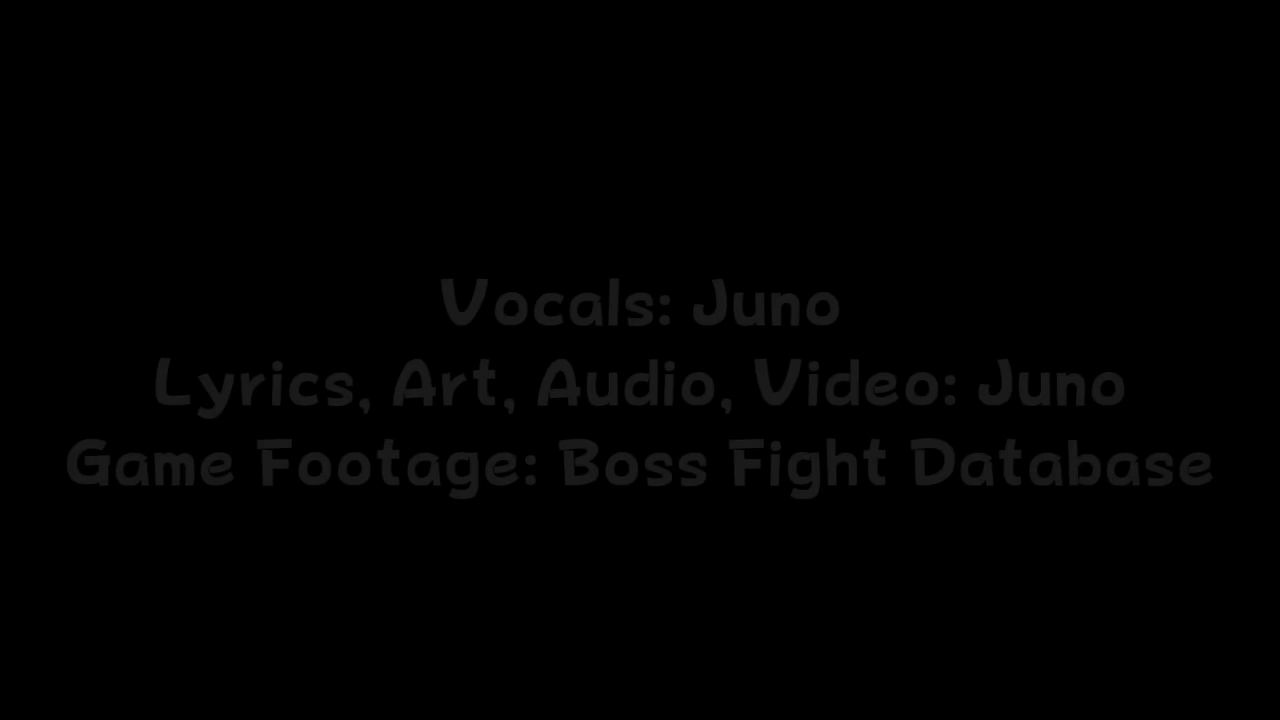 Vocals: Juno
Lyrics, Art, Audio, Video: Juno
Game Footage: Boss Fight Database